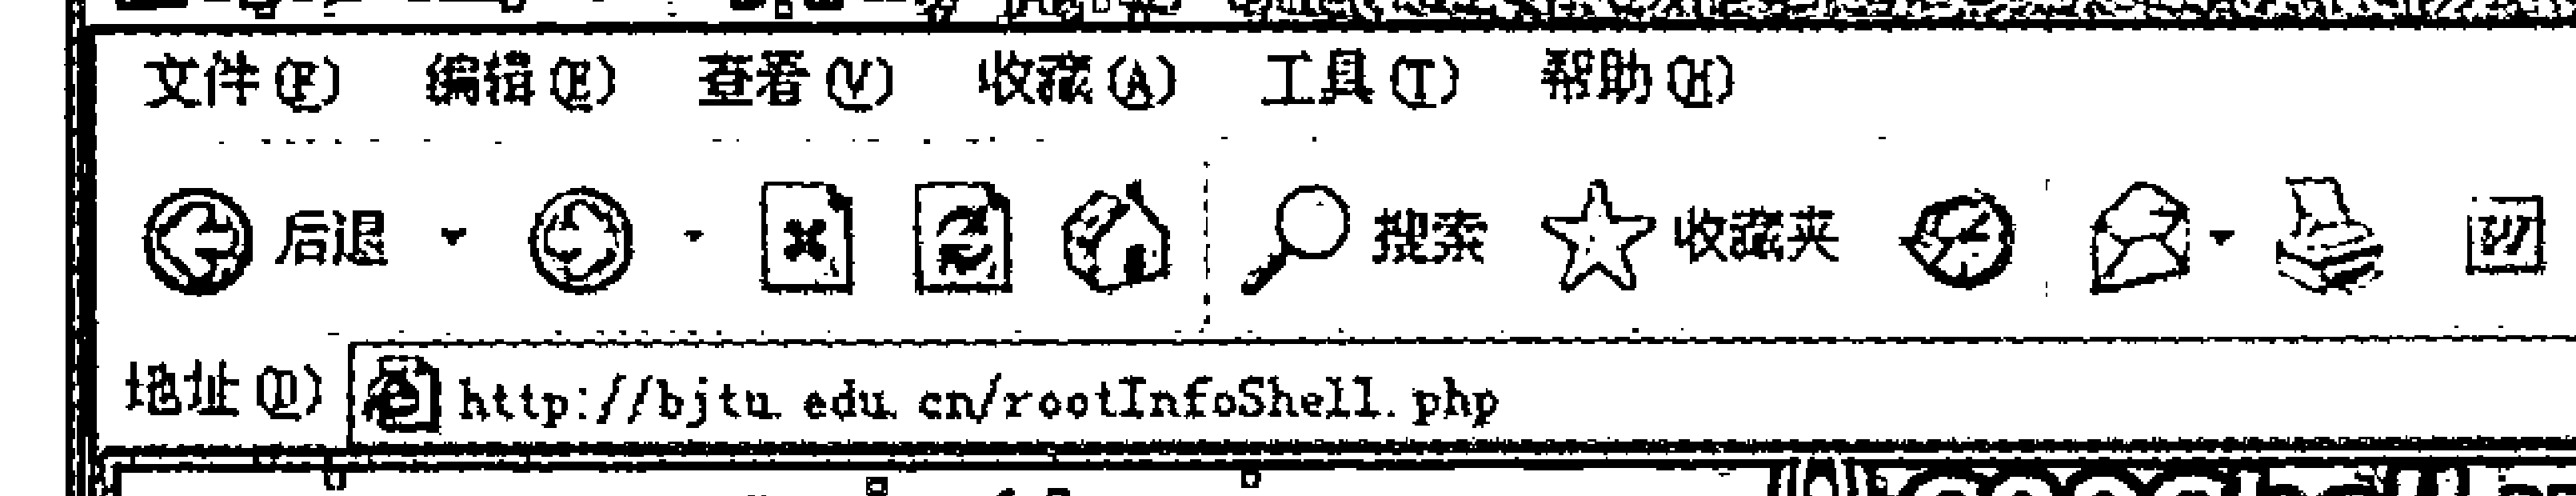 文件(F) 编辑(E) 查看(V) 收藏(A) 工具(T) 帮助(H)
后退 搜索 收藏夹
地址(D) http://bjtu.edu.cn/rootInfoShell.php